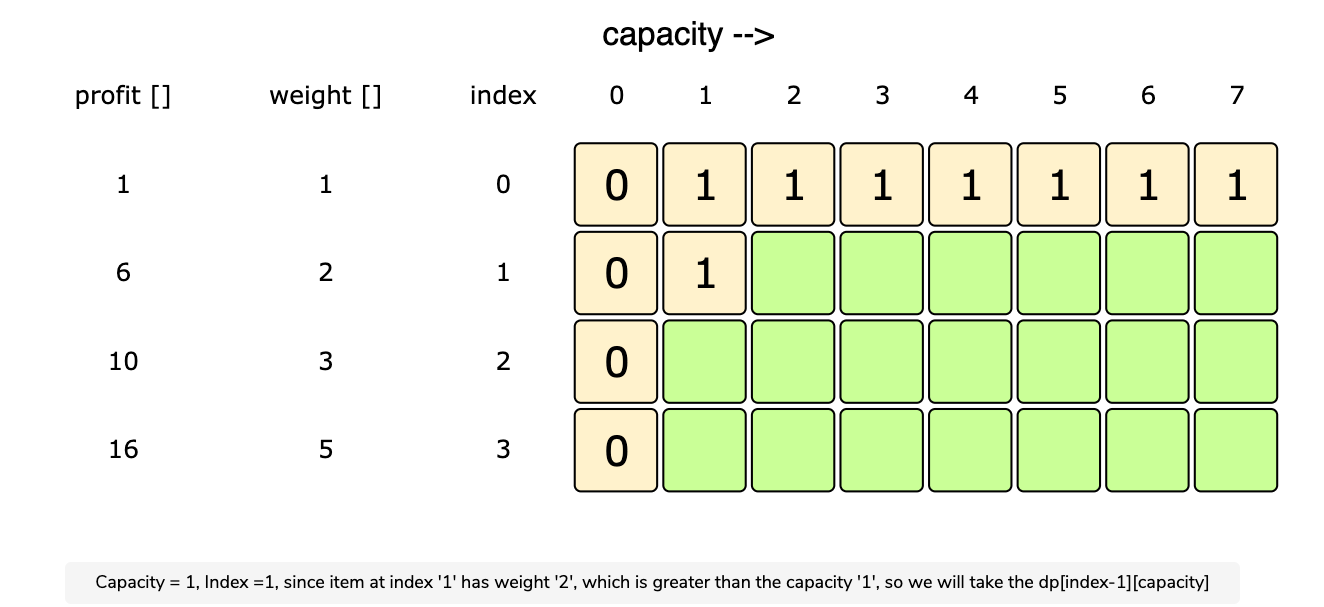 capacity -->
profit [] weight [] index 0 1 2 3 4 5 6 7
1 1 0 0 1 1 1 1 1 1 1
6 2 1 0 1
10 3 2 0
16 5 3 0
Capacity = 1, Index =1, since item at index '1' has weight '2', which is greater than the capacity '1', so we will take the dp[index-1][capacity]